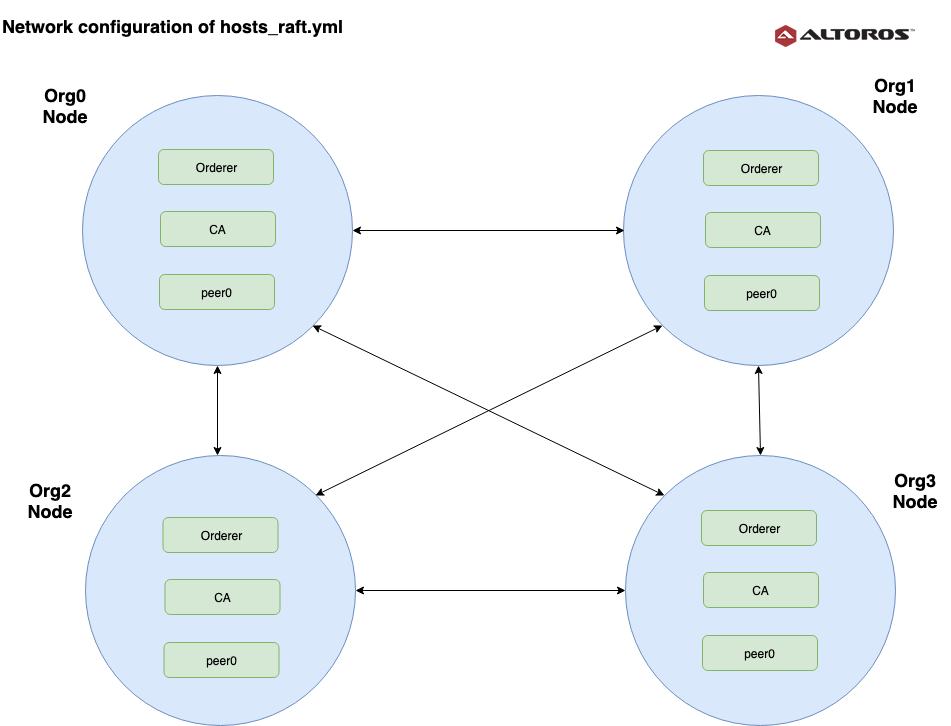 Network configuration of hosts_raft.yml
ALTOROS™
Org0
Node
Org1
Node
Orderer
CA
peer0
Orderer
CA
peer0
Org2
Node
Org3
Node
Orderer
CA
peer0
Orderer
CA
peer0